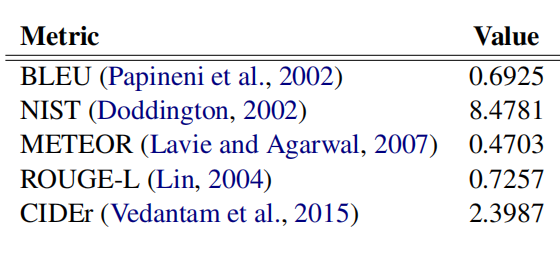 Metric Value
BLEU (Papineni et al., 2002) 0.6925
NIST (Doddington, 2002) 8.4781
METEOR (Lavie and Agarwal, 2007) 0.4703
ROUGE-L (Lin, 2004) 0.7257
CIDEr (Vedantam et al., 2015) 2.3987